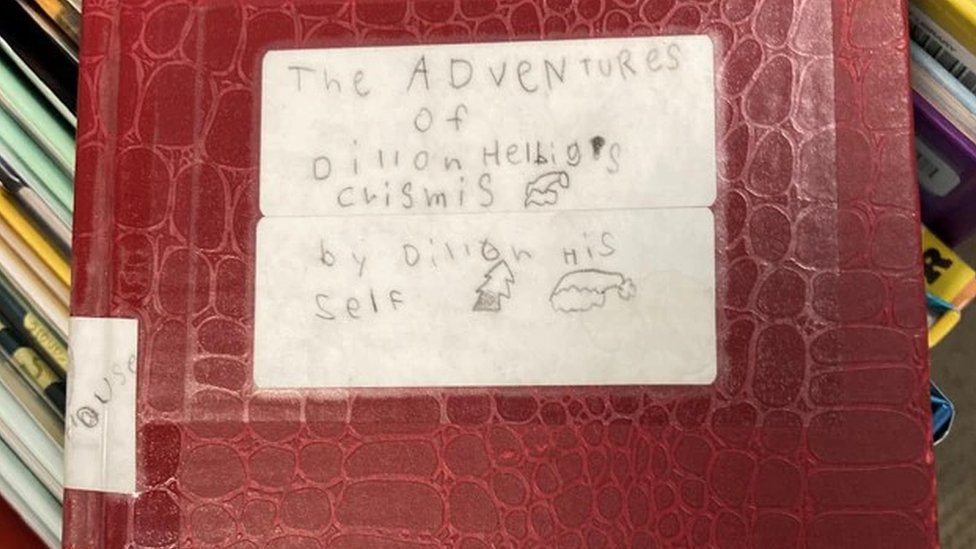 The ADVENTURES
of
Dillon Helbig's
crismis
by Dillon His
Self